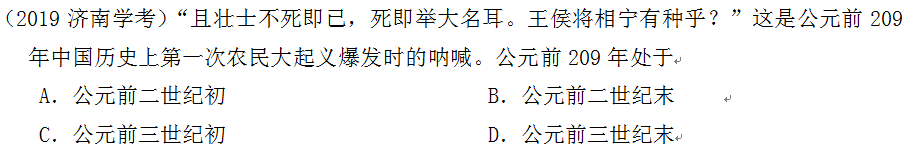 （2019 济南学考）“且壮士不死即已，死即举大名耳。王侯将相宁有种乎？”这是公元前 209
年中国历史上第一次农民大起义爆发时的呐喊。公元前 209 年处于
A．公元前二世纪初 B．公元前二世纪末
C．公元前三世纪初 D．公元前三世纪末